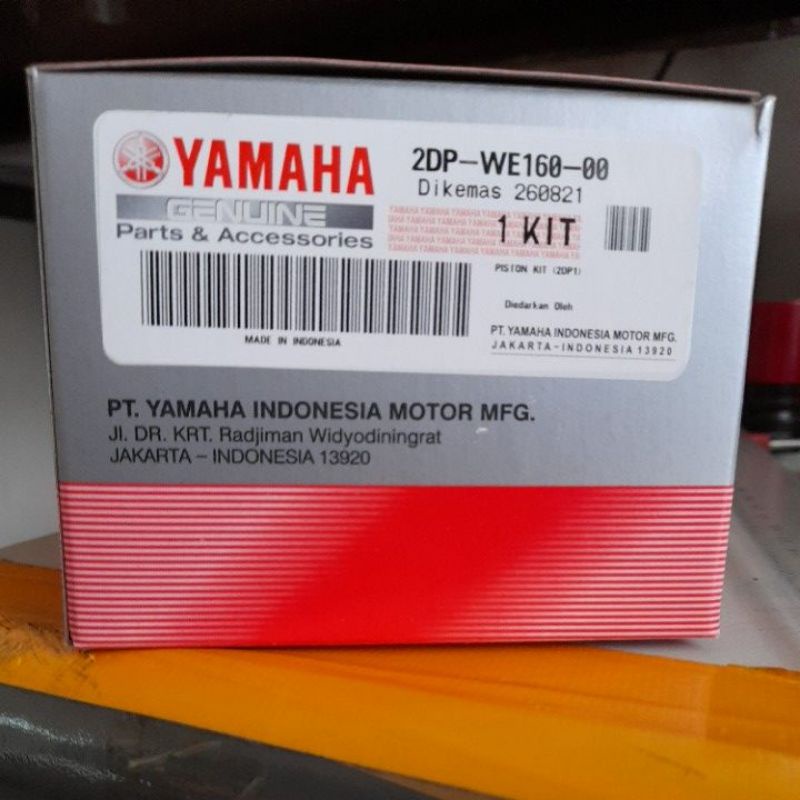 YAMAHA
GENUINE
Parts & Accessories
2DP-WE160-00
Dikemas 260821
1 KIT
PISTON KIT (2DP1)
Diedarkan Oleh
PT. YAMAHA INDONESIA MOTOR MFG.
JAKARTA-INDONESIA 13920
MADE IN INDONESIA
PT. YAMAHA INDONESIA MOTOR MFG.
Jl. DR. KRT. Radjiman Widyodiningrat
JAKARTA – INDONESIA 13920